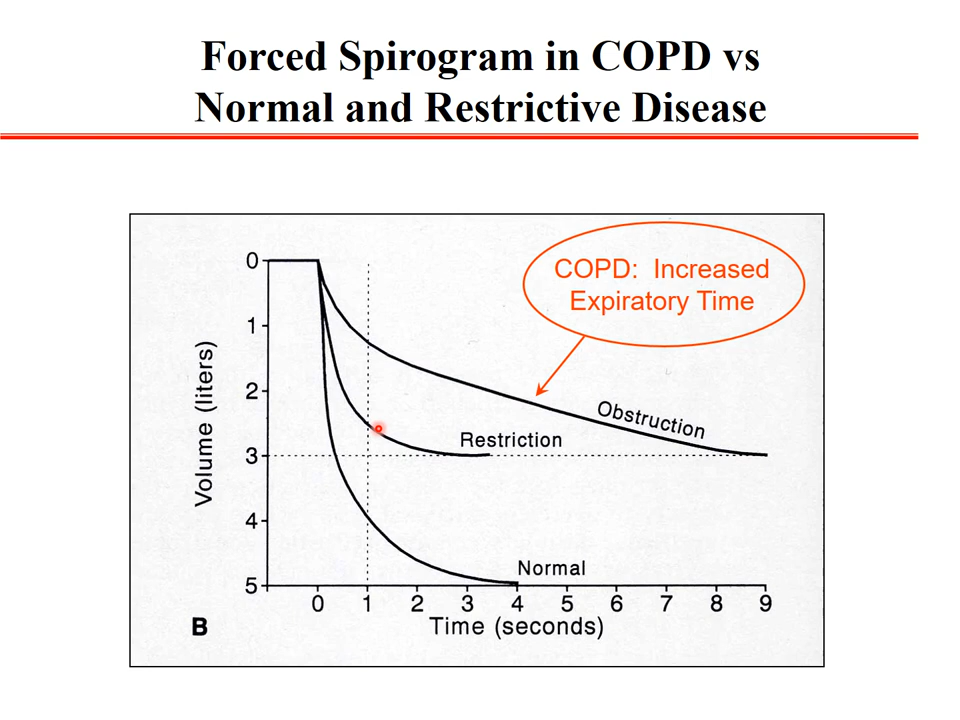 Forced Spirogram in COPD vs
Normal and Restrictive Disease
COPD: Increased
Expiratory Time
0
1
2
3
4
5
Volume (liters)
Obstruction
Restriction
Normal
0 1 2 3 4 5 6 7 8 9
Time (seconds)
B